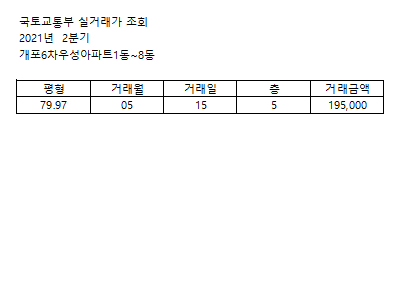 국토교통부 실거래가 조회
2021년 2분기
개포6차우성아파트1동~8동
평형 거래월 거래일 층 거래금액
79.97 05 15 5 195,000